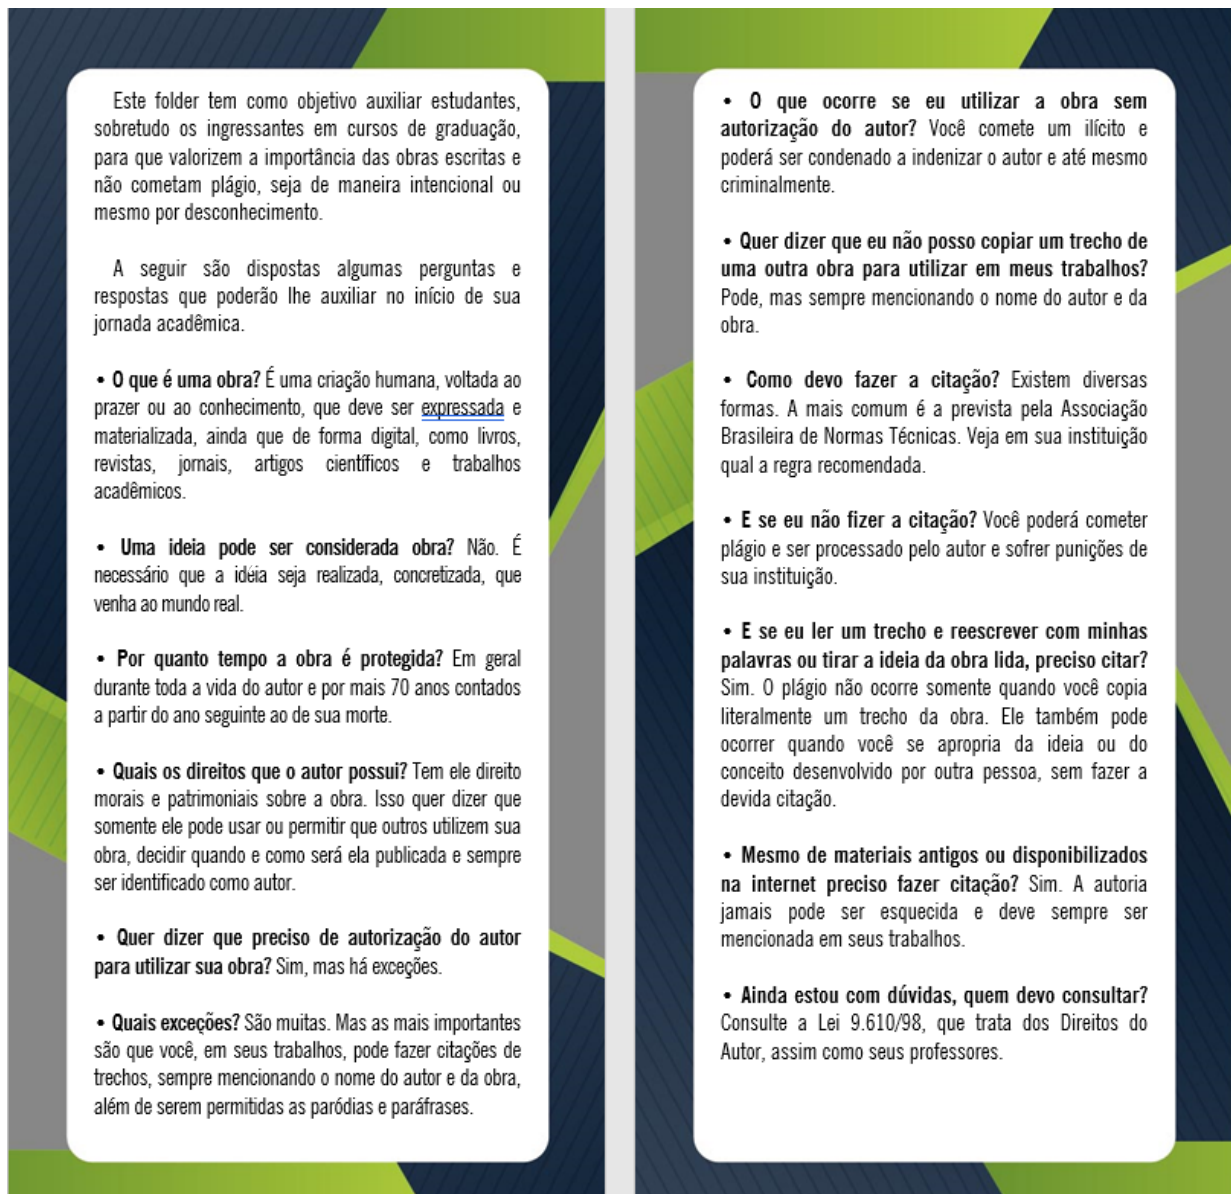 Este folder tem como objetivo auxiliar estudantes,
sobretudo os ingressantes em cursos de graduação,
para que valorizem a importância das obras escritas e
não cometam plágio, seja de maneira intencional ou
mesmo por desconhecimento.
A seguir são dispostas algumas perguntas e
respostas que poderão lhe auxiliar no início de sua
jornada acadêmica.
• O que é uma obra? É uma criação humana, voltada ao
prazer ou ao conhecimento, que deve ser expressada e
materializada, ainda que de forma digital, como livros,
revistas, jornais, artigos científicos e trabalhos
acadêmicos.
• Uma ideia pode ser considerada obra? Não. É
necessário que a idéia seja realizada, concretizada, que
venha ao mundo real.
• Por quanto tempo a obra é protegida? Em geral
durante toda a vida do autor e por mais 70 anos contados
a partir do ano seguinte ao de sua morte.
• Quais os direitos que o autor possui? Tem ele direito
morais e patrimoniais sobre a obra. Isso quer dizer que
somente ele pode usar ou permitir que outros utilizem sua
obra, decidir quando e como será ela publicada e sempre
ser identificado como autor.
• Quer dizer que preciso de autorização do autor
para utilizar sua obra? Sim, mas há exceções.
• Quais exceções? São muitas. Mas as mais importantes
são que você, em seus trabalhos, pode fazer citações de
trechos, sempre mencionando o nome do autor e da obra,
além de serem permitidas as paródias e paráfrases.
• O que ocorre se eu utilizar a obra sem
autorização do autor? Você comete um ilícito e
poderá ser condenado a indenizar o autor e até mesmo
criminalmente.
• Quer dizer que eu não posso copiar um trecho de
uma outra obra para utilizar em meus trabalhos?
Pode, mas sempre mencionando o nome do autor e da
obra.
• Como devo fazer a citação? Existem diversas
formas. A mais comum é a prevista pela Associação
Brasileira de Normas Técnicas. Veja em sua instituição
qual a regra recomendada.
• E se eu não fizer a citação? Você poderá cometer
plágio e ser processado pelo autor e sofrer punições de
sua instituição.
• E se eu ler um trecho e reescrever com minhas
palavras ou tirar a ideia da obra lida, preciso citar?
Sim. O plágio não ocorre somente quando você copia
literalmente um trecho da obra. Ele também pode
ocorrer quando você se apropria da ideia ou do
conceito desenvolvido por outra pessoa, sem fazer a
devida citação.
• Mesmo de materiais antigos ou disponibilizados
na internet preciso fazer citação? Sim. A autoria
jamais pode ser esquecida e deve sempre ser
mencionada em seus trabalhos.
• Ainda estou com dúvidas, quem devo consultar?
Consulte a Lei 9.610/98, que trata dos Direitos do
Autor, assim como seus professores.